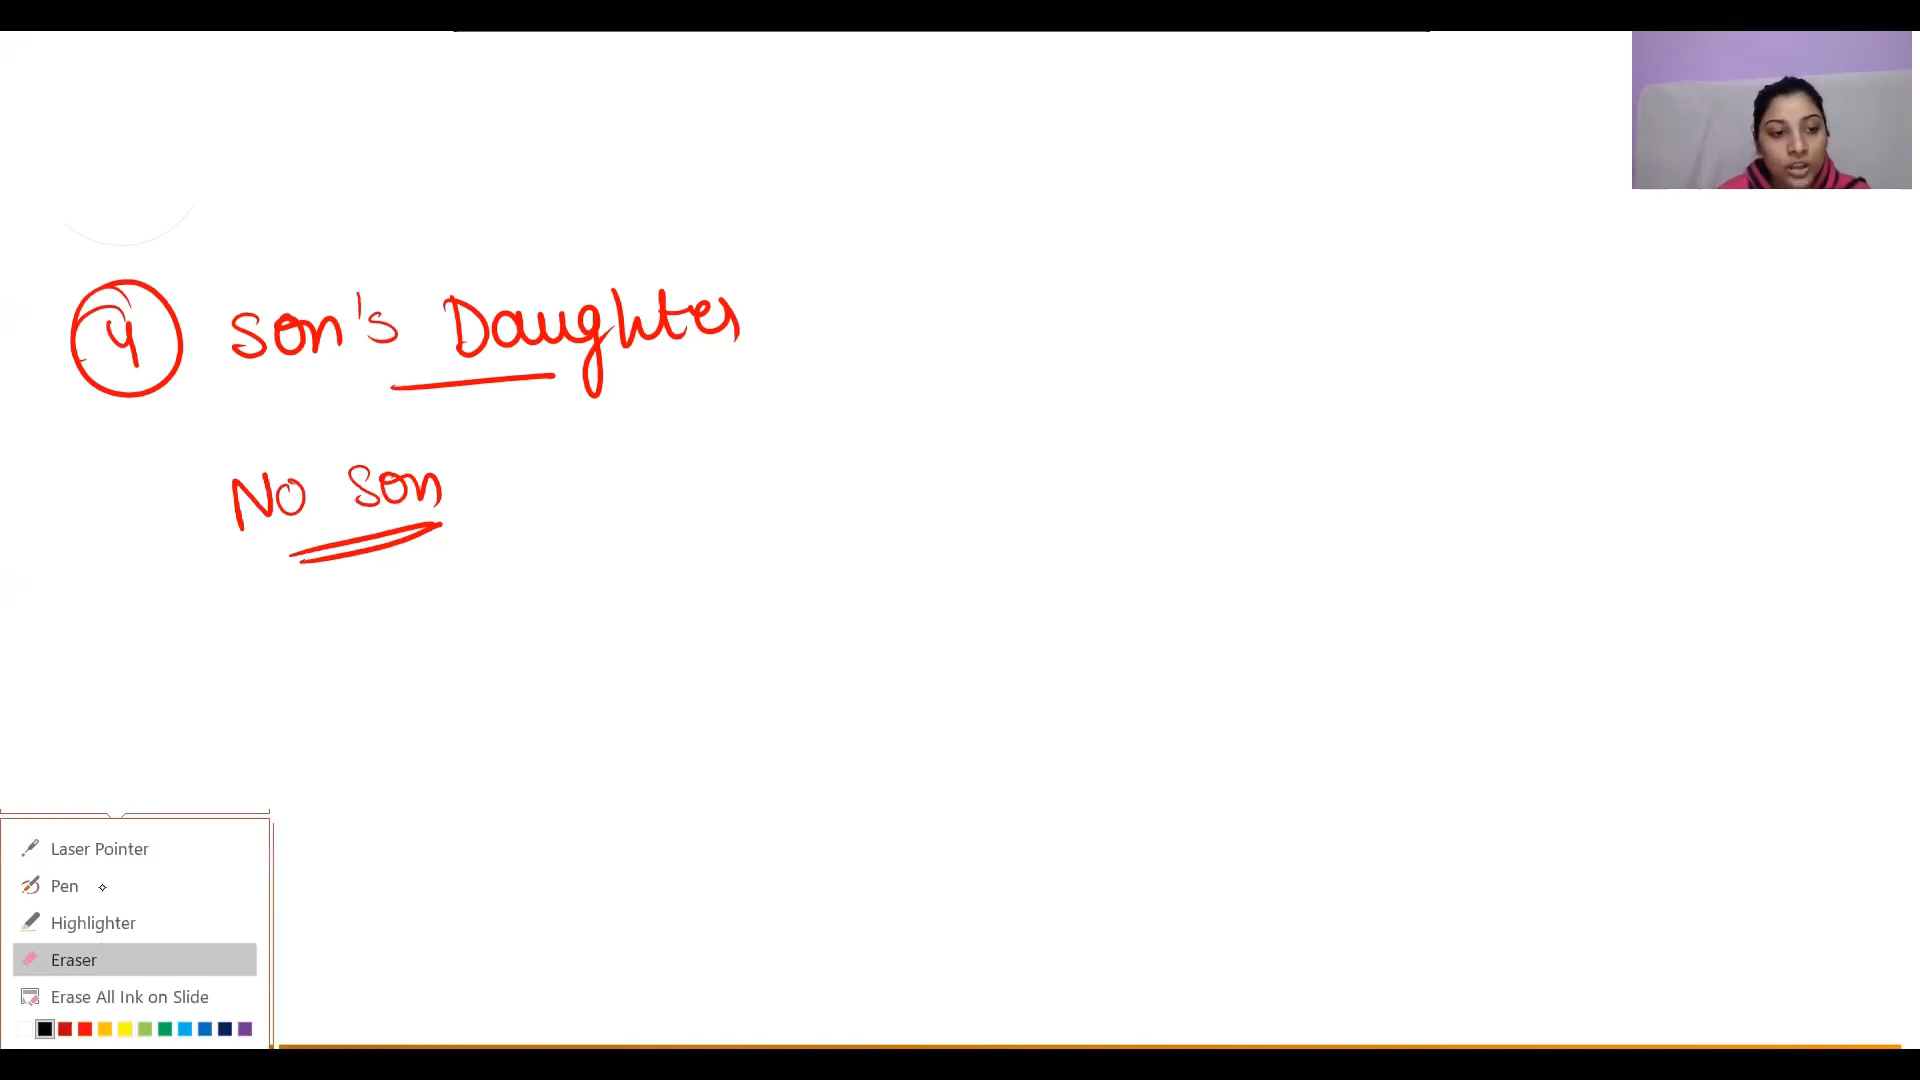 4 Son's Daughter
No Son
Laser Pointer
Pen
Highlighter
Eraser
Erase All Ink on Slide